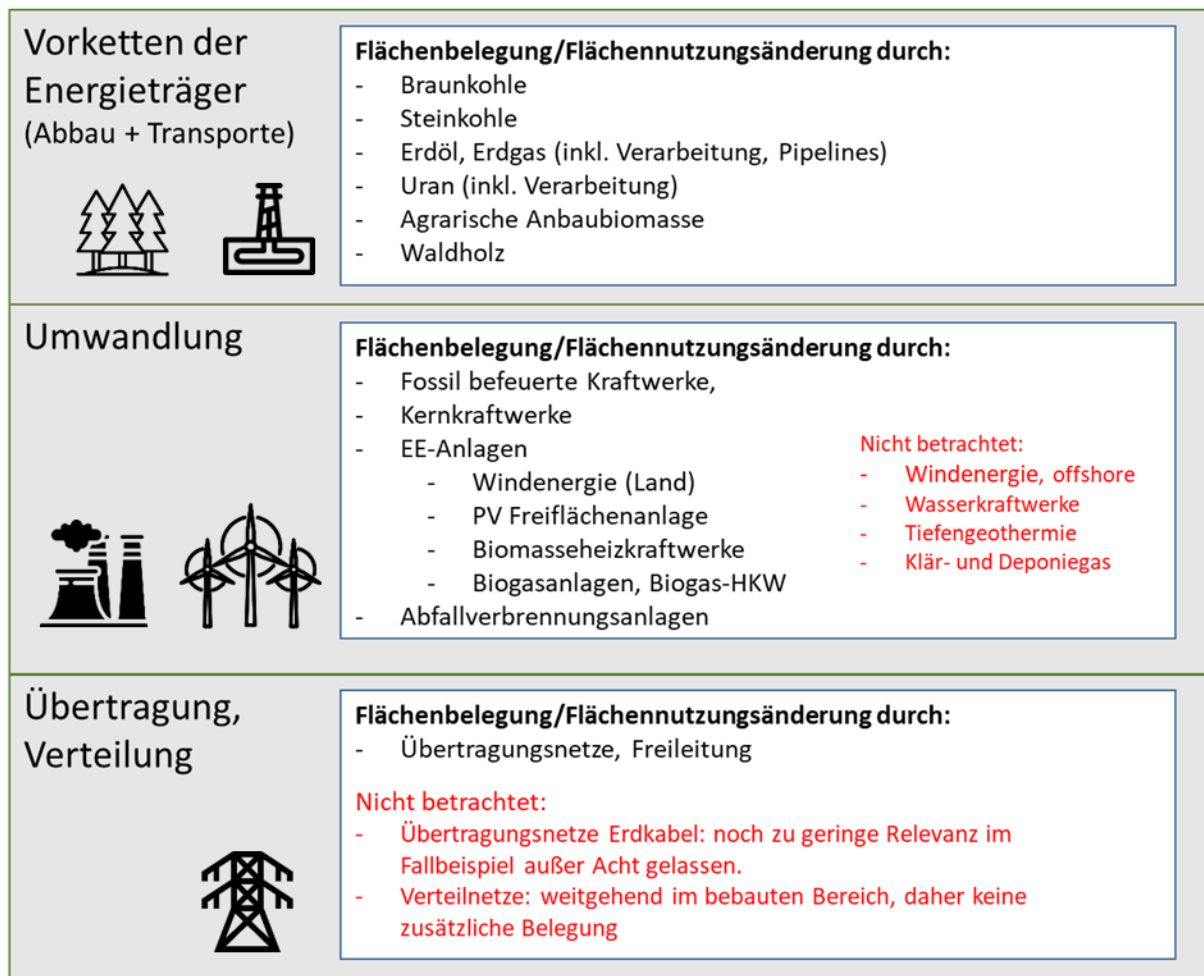 Vorketten der
Energieträger
(Abbau + Transporte)
Flächenbelegung/Flächennutzungsänderung durch:
- Braunkohle
- Steinkohle
- Erdöl, Erdgas (inkl. Verarbeitung, Pipelines)
- Uran (inkl. Verarbeitung)
- Agrarische Anbaubiomasse
- Waldholz
Umwandlung
Flächenbelegung/Flächennutzungsänderung durch:
- Fossil befeuerte Kraftwerke,
- Kernkraftwerke
- EE-Anlagen
- Windenergie (Land)
- PV Freiflächenanlage
- Biomasseheizkraftwerke
- Biogasanlagen, Biogas-HKW
- Abfallverbrennungsanlagen
Nicht betrachtet:
- Windenergie, offshore
- Wasserkraftwerke
- Tiefengeothermie
- Klär- und Deponiegas
Übertragung,
Verteilung
Flächenbelegung/Flächennutzungsänderung durch:
- Übertragungsnetze, Freileitung
Nicht betrachtet:
- Übertragungsnetze Erdkabel: noch zu geringe Relevanz im
Fallbeispiel außer Acht gelassen.
- Verteilnetze: weitgehend im bebauten Bereich, daher keine
zusätzliche Belegung